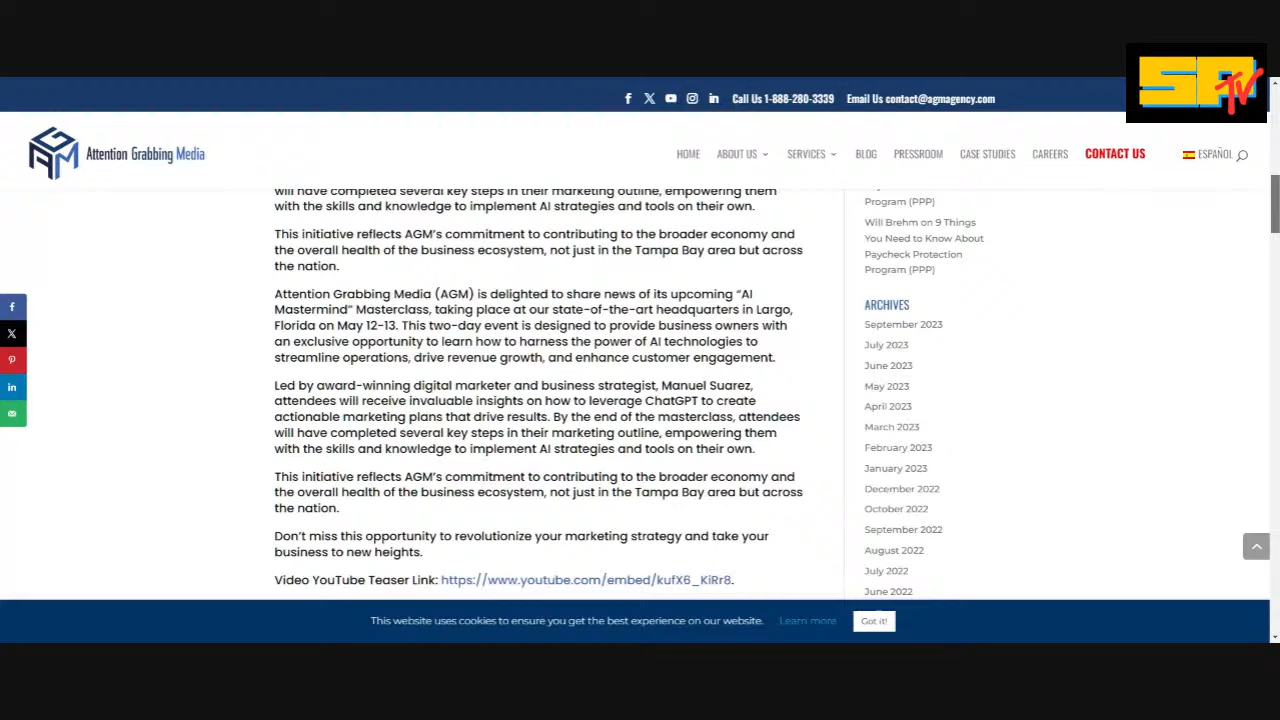 SP TV
Call Us 1-888-280-3339 Email Us contact@agmagency.com
AGM Attention Grabbing Media
HOME ABOUT US SERVICES BLOG PRESSROOM CASE STUDIES CAREERS CONTACT US ESPAÑOL
will have completed several key steps in their marketing outline, empowering them
with the skills and knowledge to implement AI strategies and tools on their own.
This initiative reflects AGM's commitment to contributing to the broader economy and
the overall health of the business ecosystem, not just in the Tampa Bay area but across
the nation.
Attention Grabbing Media (AGM) is delighted to share news of its upcoming “AI
Mastermind” Masterclass, taking place at our state-of-the-art headquarters in Largo,
Florida on May 12-13. This two-day event is designed to provide business owners with
an exclusive opportunity to learn how to harness the power of AI technologies to
streamline operations, drive revenue growth, and enhance customer engagement.
Led by award-winning digital marketer and business strategist, Manuel Suarez,
attendees will receive invaluable insights on how to leverage ChatGPT to create
actionable marketing plans that drive results. By the end of the masterclass, attendees
will have completed several key steps in their marketing outline, empowering them
with the skills and knowledge to implement AI strategies and tools on their own.
This initiative reflects AGM's commitment to contributing to the broader economy and
the overall health of the business ecosystem, not just in the Tampa Bay area but across
the nation.
Don't miss this opportunity to revolutionize your marketing strategy and take your
business to new heights.
Video YouTube Teaser Link: https://www.youtube.com/embed/kufX6_KiRr8.
Program (PPP)
Will Brehm on 9 Things
You Need to Know About
Paycheck Protection
Program (PPP)
ARCHIVES
September 2023
July 2023
June 2023
May 2023
April 2023
March 2023
February 2023
January 2023
December 2022
October 2022
September 2022
August 2022
July 2022
June 2022
This website uses cookies to ensure you get the best experience on our website. Learn more Got it!